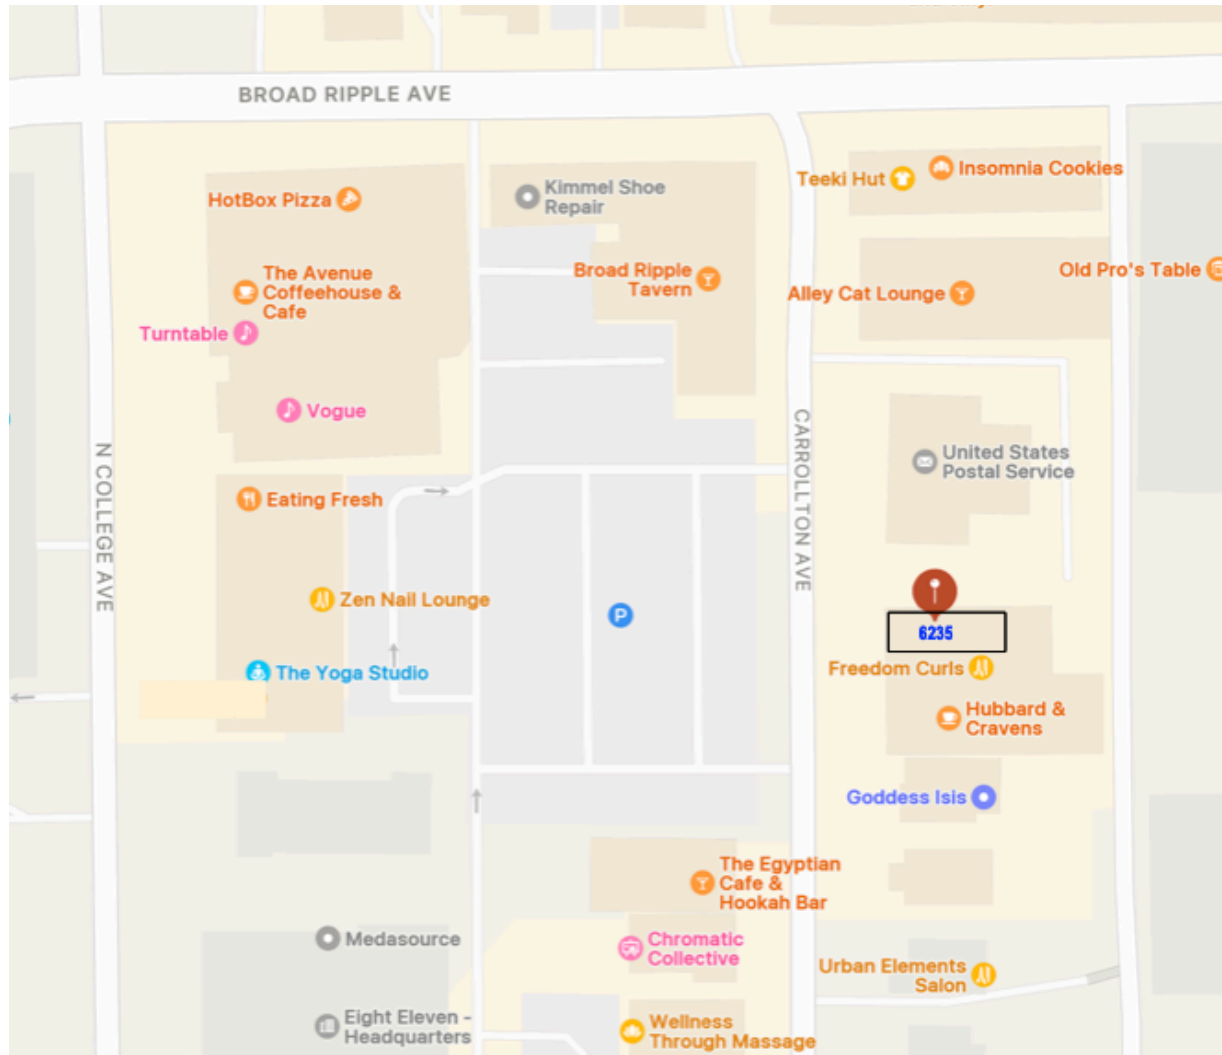 BROAD RIPPLE AVE
HotBox Pizza
Kimmel Shoe
Repair
Teeki Hut
Insomnia Cookies
The Avenue
Coffeehouse &
Cafe
Broad Ripple
Tavern
Alley Cat Lounge
Old Pro's Table
Turntable
Vogue
N COLLEGE AVE
CARROLLTON AVE
United States
Postal Service
Eating Fresh
Zen Nail Lounge
P
6235
The Yoga Studio
Freedom Curls
Hubbard &
Cravens
Goddess Isis
The Egyptian
Cafe &
Hookah Bar
Medasource
Chromatic
Collective
Urban Elements
Salon
Eight Eleven -
Headquarters
Wellness
Through Massage